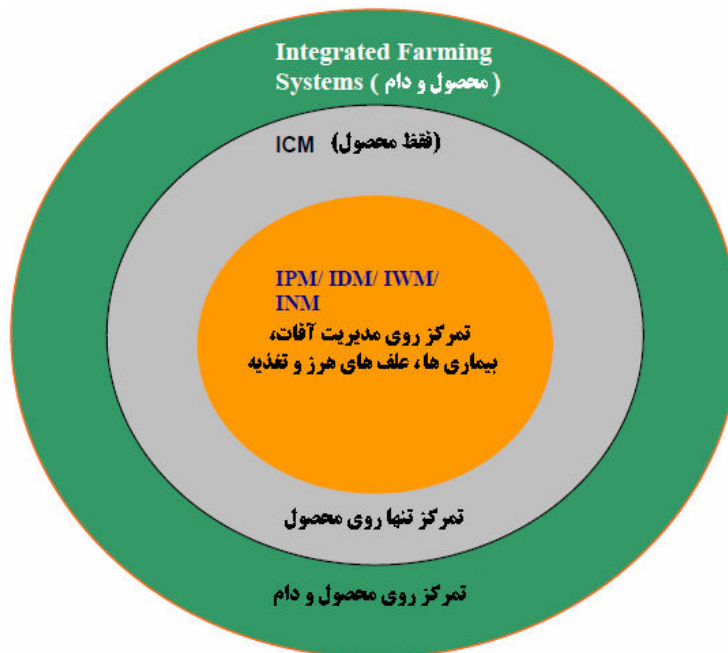 Integrated Farming
Systems ( محصول و دام )
ICM (فقط محصول)
IPM/ IDM/ IWM/
INM
تمرکز روی مدیریت آفات،
بیماری ها ، علف های هرز و تغذیه
تمرکز تنها روی محصول
تمرکز روی محصول و دام